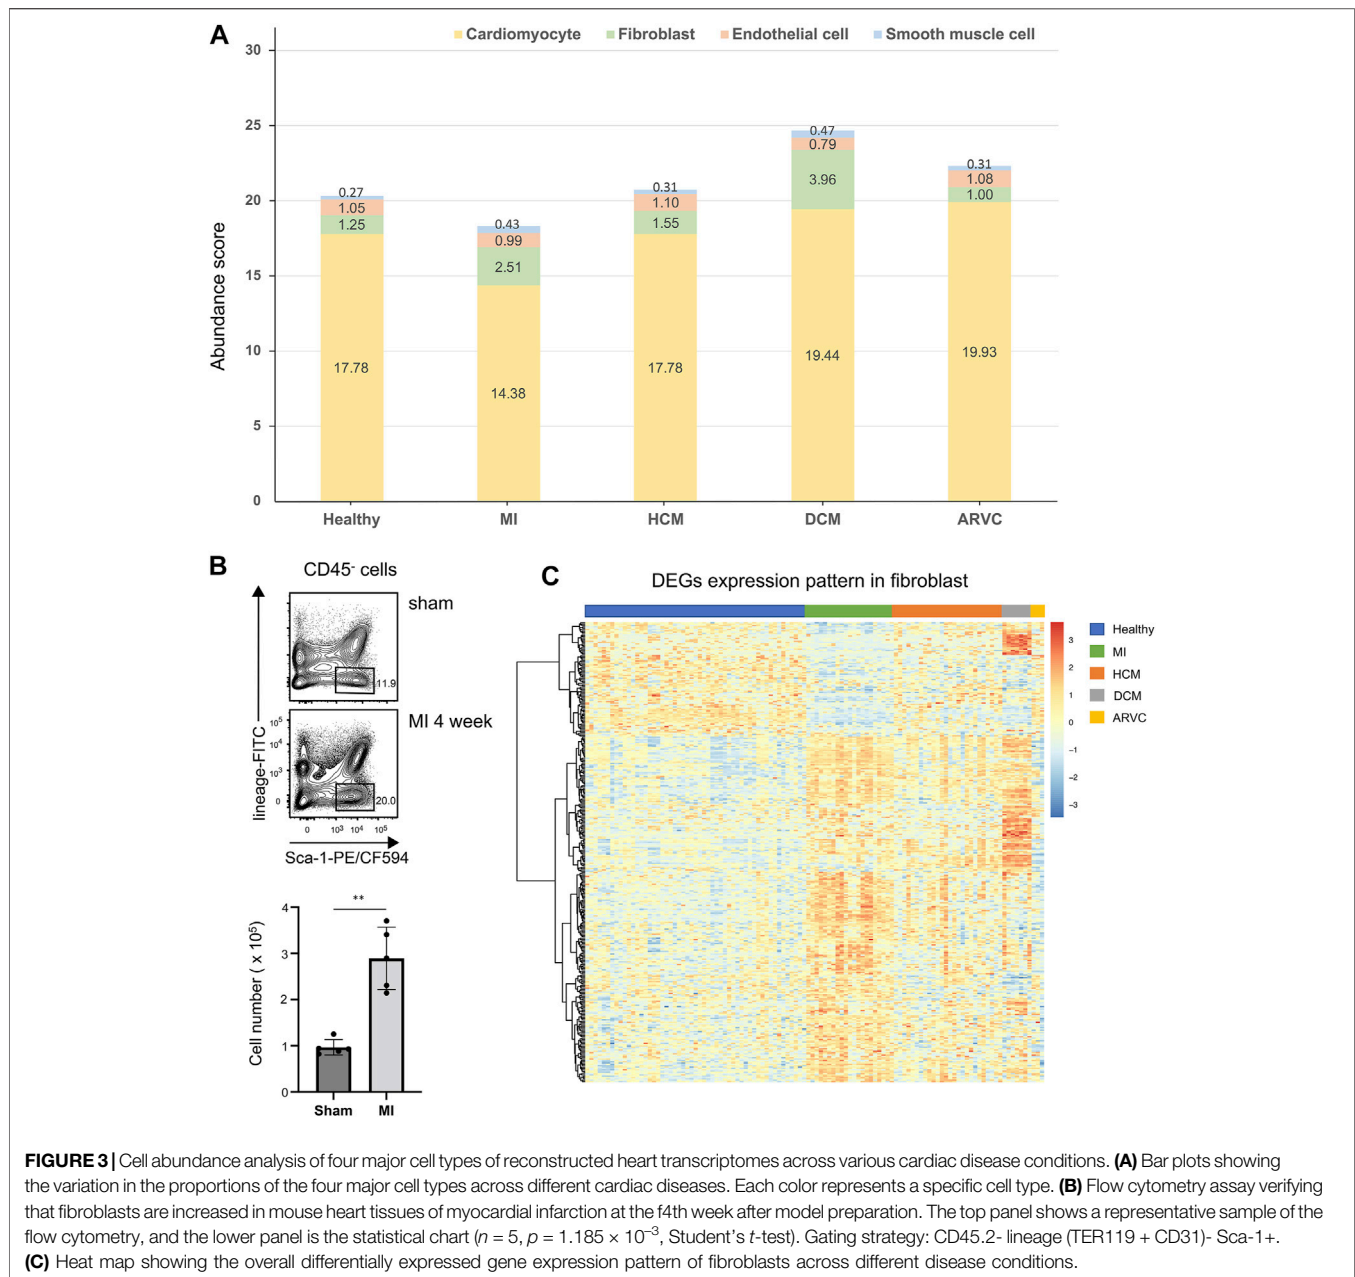 A
Cardiomyocyte Fibroblast Endothelial cell Smooth muscle cell
Abundance score
30
25
20
15
10
5
0
0.27
1.05
1.25
17.78
0.43
0.99
2.51
14.38
0.31
1.10
1.55
17.78
0.47
0.79
3.96
19.44
0.31
1.08
1.00
19.93
Healthy MI HCM DCM ARVC
B
CD45- cells
sham
11.9
MI 4 week
20.0
lineage-FITC
10⁵
10⁴
10³
0
0 10³ 10⁴ 10⁵
Sca-1-PE/CF594
Cell number ( x 10⁵)
4
3
2
1
0
**
Sham MI
C
DEGs expression pattern in fibroblast
3
2
1
0
−1
−2
−3
Healthy
MI
HCM
DCM
ARVC
FIGURE 3 | Cell abundance analysis of four major cell types of reconstructed heart transcriptomes across various cardiac disease conditions. (A) Bar plots showing
the variation in the proportions of the four major cell types across different cardiac diseases. Each color represents a specific cell type. (B) Flow cytometry assay verifying
that fibroblasts are increased in mouse heart tissues of myocardial infarction at the f4th week after model preparation. The top panel shows a representative sample of the
flow cytometry, and the lower panel is the statistical chart (n = 5, p = 1.185 × 10⁻³, Student's t-test). Gating strategy: CD45.2- lineage (TER119 + CD31)- Sca-1+.
(C) Heat map showing the overall differentially expressed gene expression pattern of fibroblasts across different disease conditions.